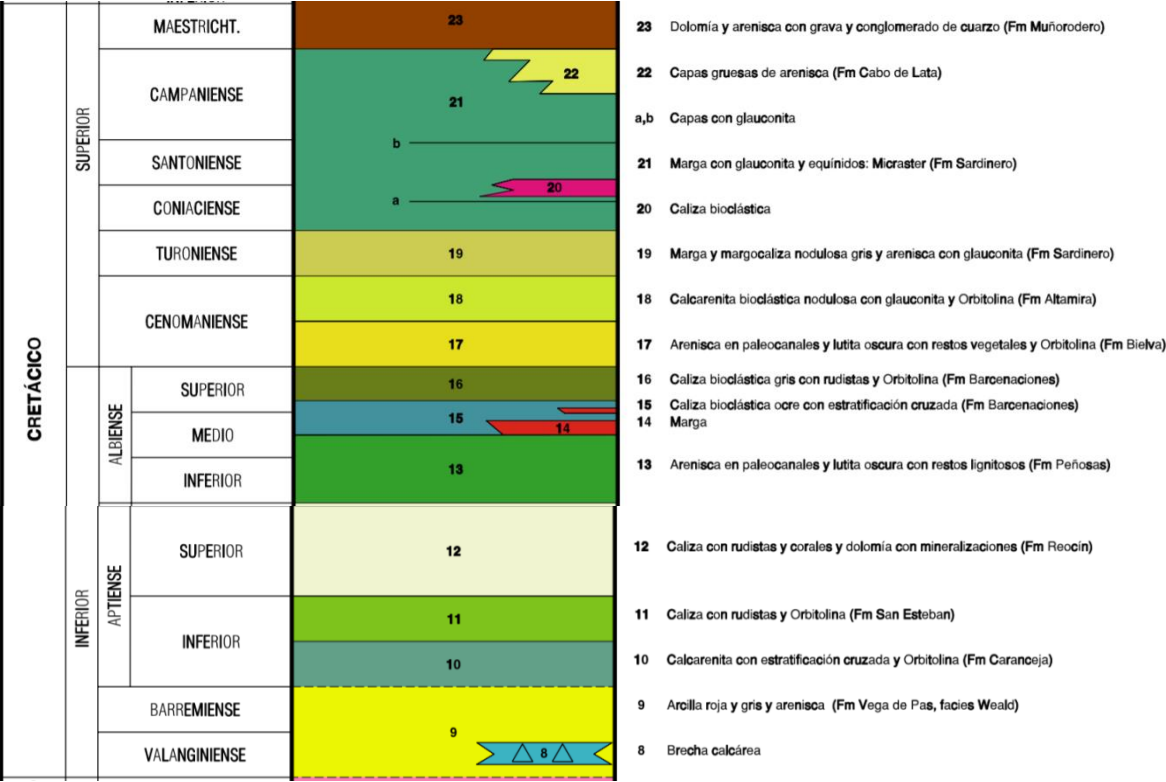 INFERIOR
MAESTRICHT.
23
23 Dolomía y arenisca con grava y conglomerado de cuarzo (Fm Muñorodero)
22
22 Capas gruesas de arenisca (Fm Cabo de Lata)
CAMPANIENSE
21
a,b Capas con glauconita
SUPERIOR
b
SANTONIENSE
21 Marga con glauconita y equínidos: Micraster (Fm Sardinero)
20
a
CONIACIENSE
20 Caliza bioclástica
TURONIENSE
19
19 Marga y margocaliza nodulosa gris y arenisca con glauconita (Fm Sardinero)
18
18 Calcarenita bioclástica nodulosa con glauconita y Orbitolina (Fm Altamira)
CENOMANIENSE
17
17 Arenisca en paleocanales y lutita oscura con restos vegetales y Orbitolina (Fm Bielva)
CRETÁCICO
SUPERIOR
16
16 Caliza bioclástica gris con rudistas y Orbitolina (Fm Barcenaciones)
15
15 Caliza bioclástica ocre con estratificación cruzada (Fm Barcenaciones)
ALBIENSE
MEDIO
14
14 Marga
INFERIOR
13
13 Arenisca en paleocanales y lutita oscura con restos lignitosos (Fm Peñosas)
SUPERIOR
12
12 Caliza con rudistas y corales y dolomía con mineralizaciones (Fm Reocín)
INFERIOR
APTIENSE
11
11 Caliza con rudistas y Orbitolina (Fm San Esteban)
INFERIOR
10
10 Calcarenita con estratificación cruzada y Orbitolina (Fm Caranceja)
BARREMIENSE
9
9 Arcilla roja y gris y arenisca (Fm Vega de Pas, facies Weald)
VALANGINIENSE
8
8 Brecha calcárea